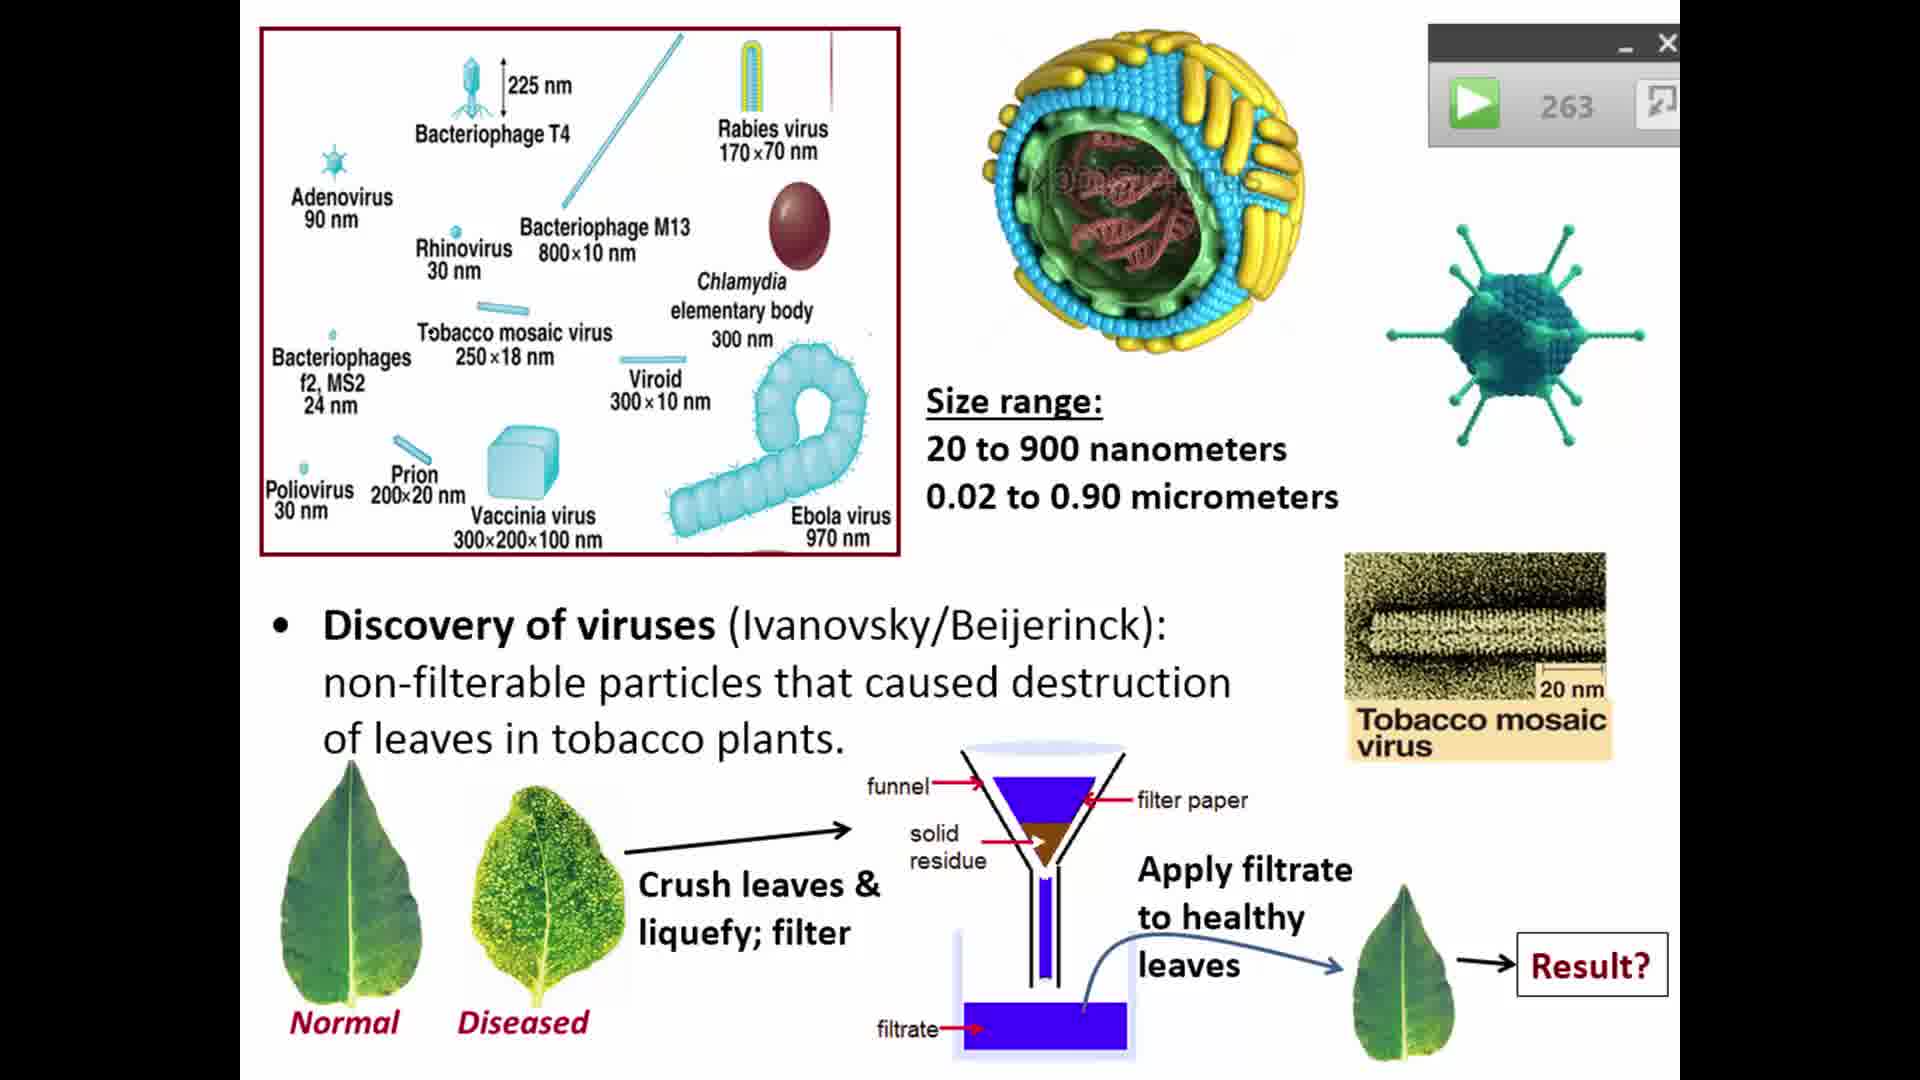 225 nm
Bacteriophage T4
Rabies virus
170×70 nm
Adenovirus
90 nm
Rhinovirus
30 nm
Bacteriophage M13
800×10 nm
Chlamydia
elementary body
300 nm
Tobacco mosaic virus
250×18 nm
Bacteriophages
f2, MS2
24 nm
Viroid
300×10 nm
Poliovirus
30 nm
Prion
200×20 nm
Vaccinia virus
300×200×100 nm
Ebola virus
970 nm
263
Size range:
20 to 900 nanometers
0.02 to 0.90 micrometers
• Discovery of viruses (Ivanovsky/Beijerinck):
non-filterable particles that caused destruction
of leaves in tobacco plants.
20 nm
Tobacco mosaic
virus
Normal
Diseased
Crush leaves &
liquefy; filter
funnel
filter paper
solid
residue
filtrate
Apply filtrate
to healthy
leaves
Result?